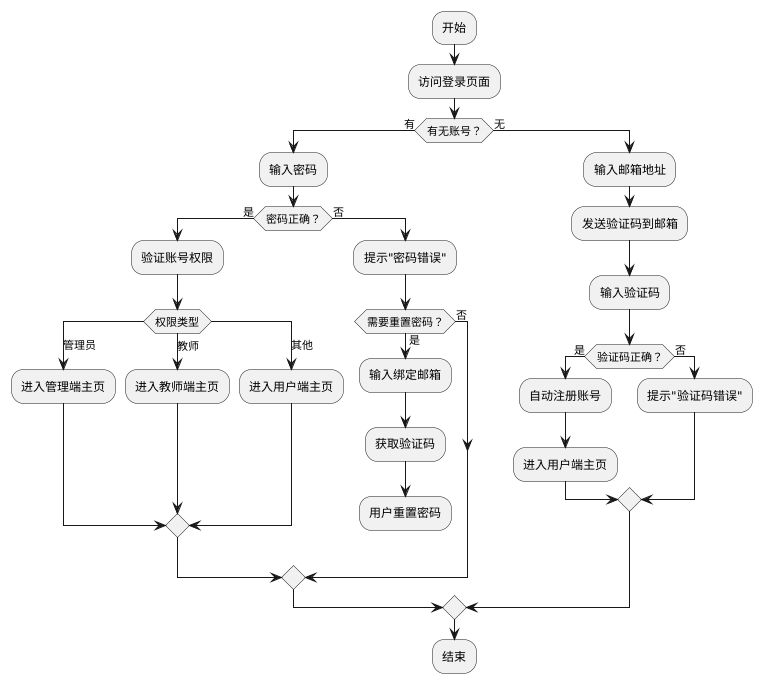 开始
访问登录页面
有
有无账号？
无
输入密码
输入邮箱地址
是
密码正确？
否
发送验证码到邮箱
验证账号权限
提示"密码错误"
输入验证码
权限类型
需要重置密码？
否
管理员
教师
其他
是
是
验证码正确？
否
进入管理端主页
进入教师端主页
进入用户端主页
输入绑定邮箱
自动注册账号
提示"验证码错误"
获取验证码
进入用户端主页
用户重置密码
结束